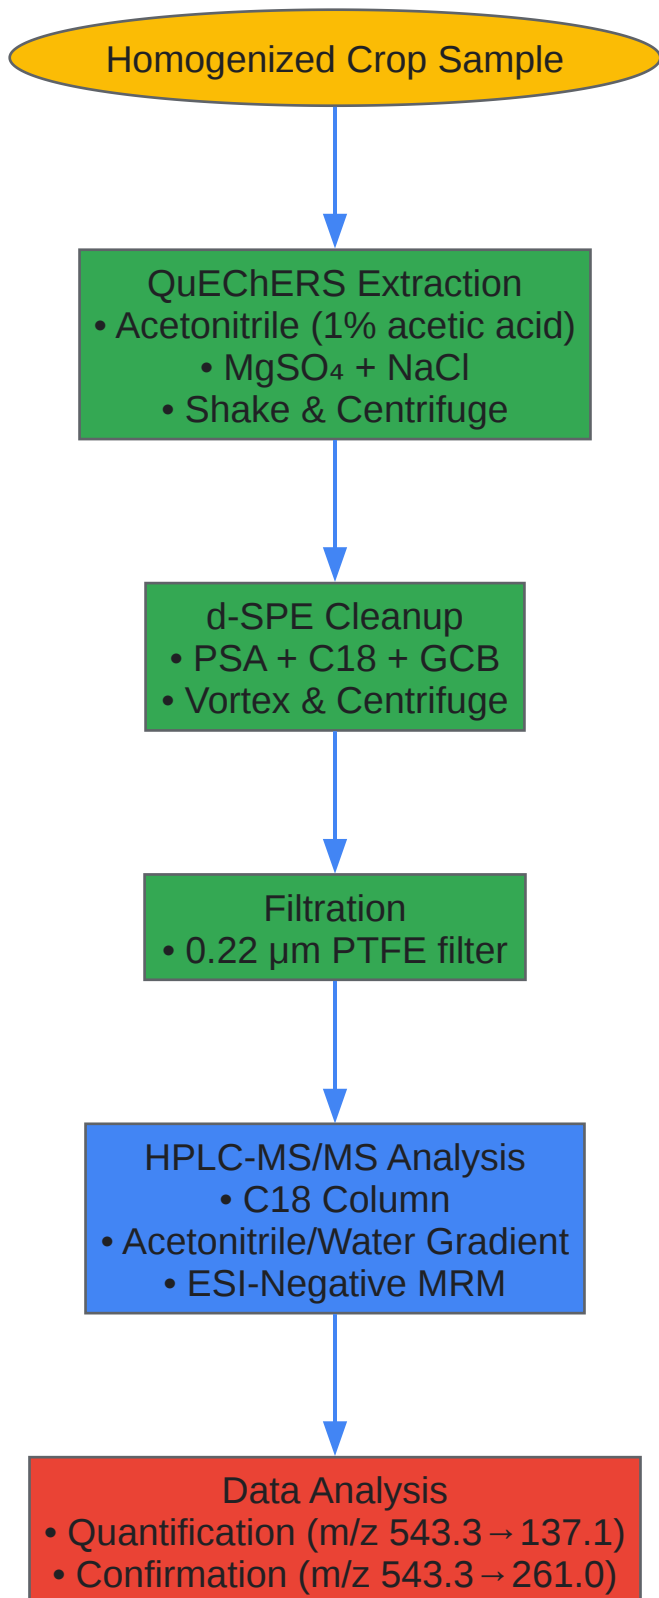 Homogenized Crop Sample
QuEChERS Extraction
• Acetonitrile (1% acetic acid)
• MgSO₄ + NaCl
• Shake & Centrifuge
d-SPE Cleanup
• PSA + C18 + GCB
• Vortex & Centrifuge
Filtration
• 0.22 μm PTFE filter
HPLC-MS/MS Analysis
• C18 Column
• Acetonitrile/Water Gradient
• ESI-Negative MRM
Data Analysis
• Quantification (m/z 543.3→137.1)
• Confirmation (m/z 543.3→261.0)